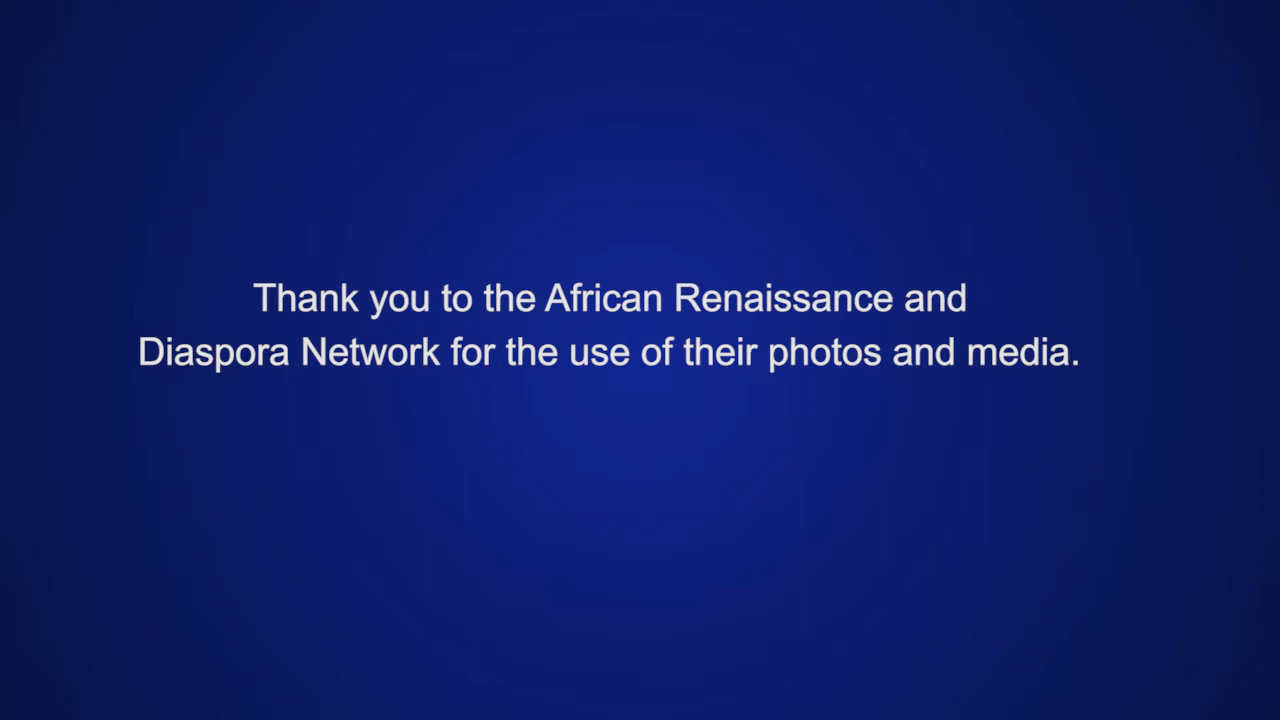 Thank you to the African Renaissance and
Diaspora Network for the use of their photos and media.